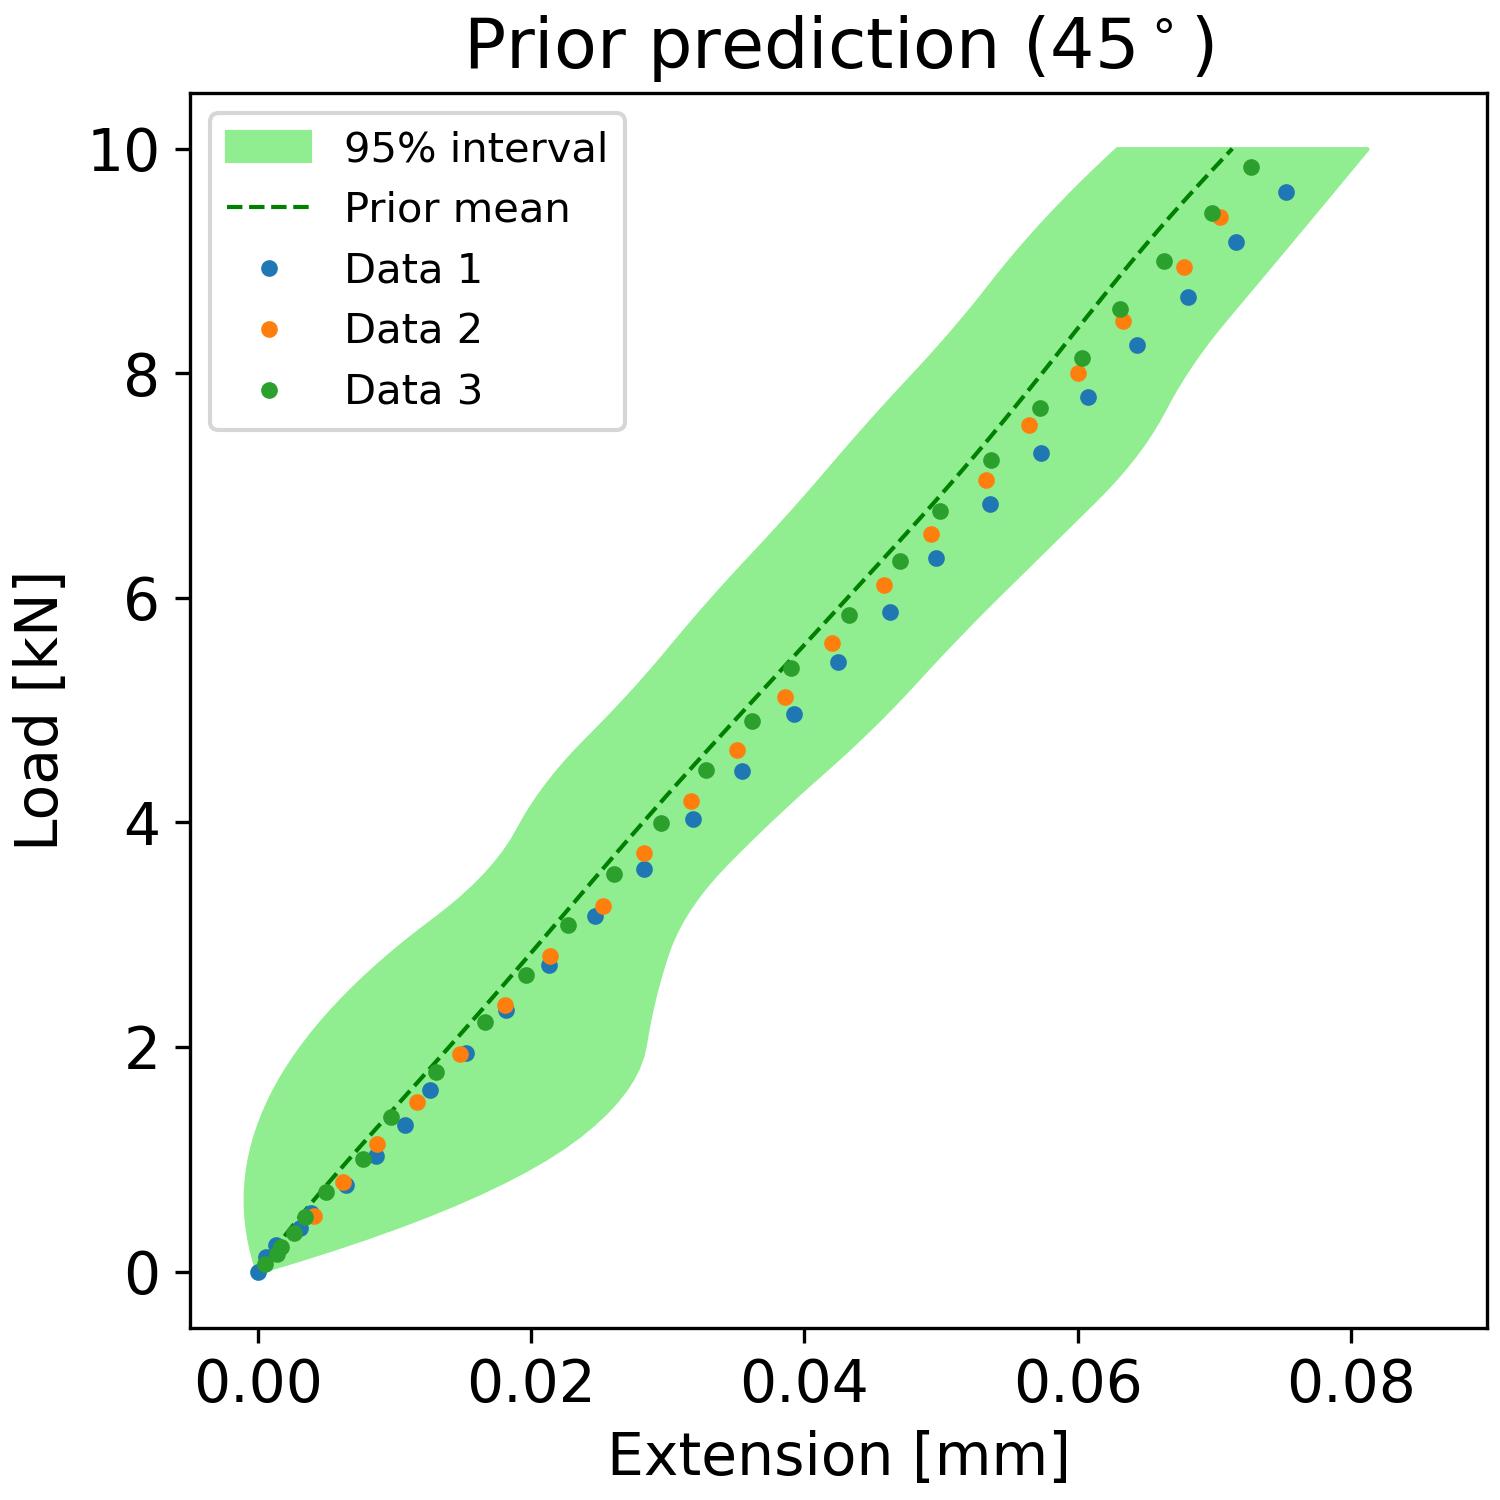 Prior prediction (45°)
95% interval
Prior mean
Data 1
Data 2
Data 3
10
8
6
4
2
0
Load [kN]
0.00 0.02 0.04 0.06 0.08
Extension [mm]